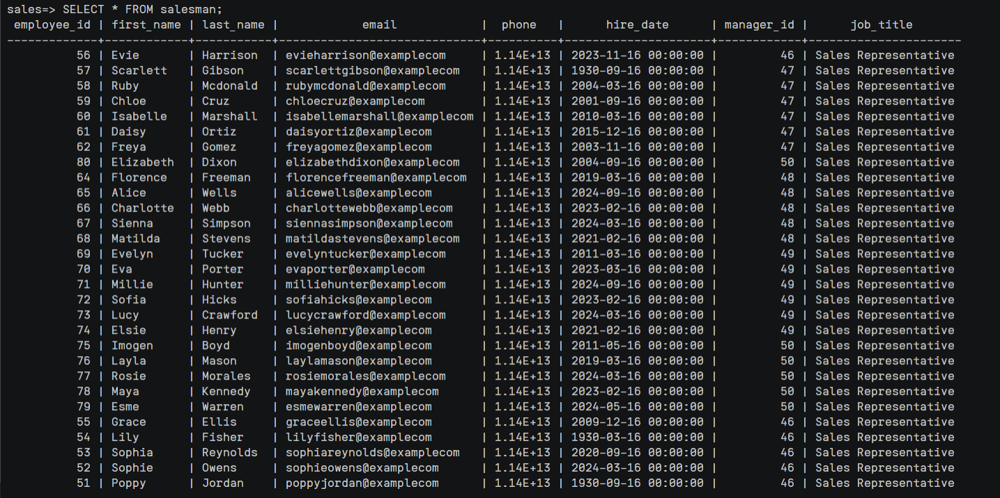 sales=> SELECT * FROM salesman;
 employee_id | first_name | last_name |            email             |  phone   |      hire_date      | manager_id |      job_title
-------------+------------+-----------+------------------------------+----------+---------------------+------------+----------------------
          56 | Evie       | Harrison  | evieharrison@examplecom      | 1.14E+13 | 2023-11-16 00:00:00 |         46 | Sales Representative
          57 | Scarlett   | Gibson    | scarlettgibson@examplecom    | 1.14E+13 | 1930-09-16 00:00:00 |         47 | Sales Representative
          58 | Ruby       | Mcdonald  | rubymcdonald@examplecom      | 1.14E+13 | 2004-03-16 00:00:00 |         47 | Sales Representative
          59 | Chloe      | Cruz      | chloecruz@examplecom         | 1.14E+13 | 2001-09-16 00:00:00 |         47 | Sales Representative
          60 | Isabelle   | Marshall  | isabellemarshall@examplecom  | 1.14E+13 | 2010-03-16 00:00:00 |         47 | Sales Representative
          61 | Daisy      | Ortiz     | daisyortiz@examplecom        | 1.14E+13 | 2015-12-16 00:00:00 |         47 | Sales Representative
          62 | Freya      | Gomez     | freyagomez@examplecom        | 1.14E+13 | 2003-11-16 00:00:00 |         47 | Sales Representative
          80 | Elizabeth  | Dixon     | elizabethdixon@examplecom    | 1.14E+13 | 2004-09-16 00:00:00 |         50 | Sales Representative
          64 | Florence   | Freeman   | florencefreeman@examplecom   | 1.14E+13 | 2019-03-16 00:00:00 |         48 | Sales Representative
          65 | Alice      | Wells     | alicewells@examplecom        | 1.14E+13 | 2024-09-16 00:00:00 |         48 | Sales Representative
          66 | Charlotte  | Webb      | charlottewebb@examplecom     | 1.14E+13 | 2023-02-16 00:00:00 |         48 | Sales Representative
          67 | Sienna     | Simpson   | siennasimpson@examplecom     | 1.14E+13 | 2024-03-16 00:00:00 |         48 | Sales Representative
          68 | Matilda    | Stevens   | matildastevens@examplecom    | 1.14E+13 | 2021-02-16 00:00:00 |         48 | Sales Representative
          69 | Evelyn     | Tucker    | evelyntucker@examplecom      | 1.14E+13 | 2011-03-16 00:00:00 |         49 | Sales Representative
          70 | Eva        | Porter    | evaporter@examplecom         | 1.14E+13 | 2023-03-16 00:00:00 |         49 | Sales Representative
          71 | Millie     | Hunter    | milliehunter@examplecom      | 1.14E+13 | 2024-09-16 00:00:00 |         49 | Sales Representative
          72 | Sofia      | Hicks     | sofiahicks@examplecom        | 1.14E+13 | 2023-02-16 00:00:00 |         49 | Sales Representative
          73 | Lucy       | Crawford  | lucycrawford@examplecom      | 1.14E+13 | 2024-03-16 00:00:00 |         49 | Sales Representative
          74 | Elsie      | Henry     | elsiehenry@examplecom        | 1.14E+13 | 2021-02-16 00:00:00 |         49 | Sales Representative
          75 | Imogen     | Boyd      | imogenboyd@examplecom        | 1.14E+13 | 2011-05-16 00:00:00 |         50 | Sales Representative
          76 | Layla      | Mason     | laylamason@examplecom        | 1.14E+13 | 2019-03-16 00:00:00 |         50 | Sales Representative
          77 | Rosie      | Morales   | rosiemorales@examplecom      | 1.14E+13 | 2024-03-16 00:00:00 |         50 | Sales Representative
          78 | Maya       | Kennedy   | mayakennedy@examplecom       | 1.14E+13 | 2023-02-16 00:00:00 |         50 | Sales Representative
          79 | Esme       | Warren    | esmewarren@examplecom        | 1.14E+13 | 2024-05-16 00:00:00 |         50 | Sales Representative
          55 | Grace      | Ellis     | graceellis@examplecom        | 1.14E+13 | 2009-12-16 00:00:00 |         46 | Sales Representative
          54 | Lily       | Fisher    | lilyfisher@examplecom        | 1.14E+13 | 1930-03-16 00:00:00 |         46 | Sales Representative
          53 | Sophia     | Reynolds  | sophiareynolds@examplecom    | 1.14E+13 | 2020-09-16 00:00:00 |         46 | Sales Representative
          52 | Sophie     | Owens     | sophieowens@examplecom       | 1.14E+13 | 2024-03-16 00:00:00 |         46 | Sales Representative
          51 | Poppy      | Jordan    | poppyjordan@examplecom       | 1.14E+13 | 1930-09-16 00:00:00 |         46 | Sales Representative